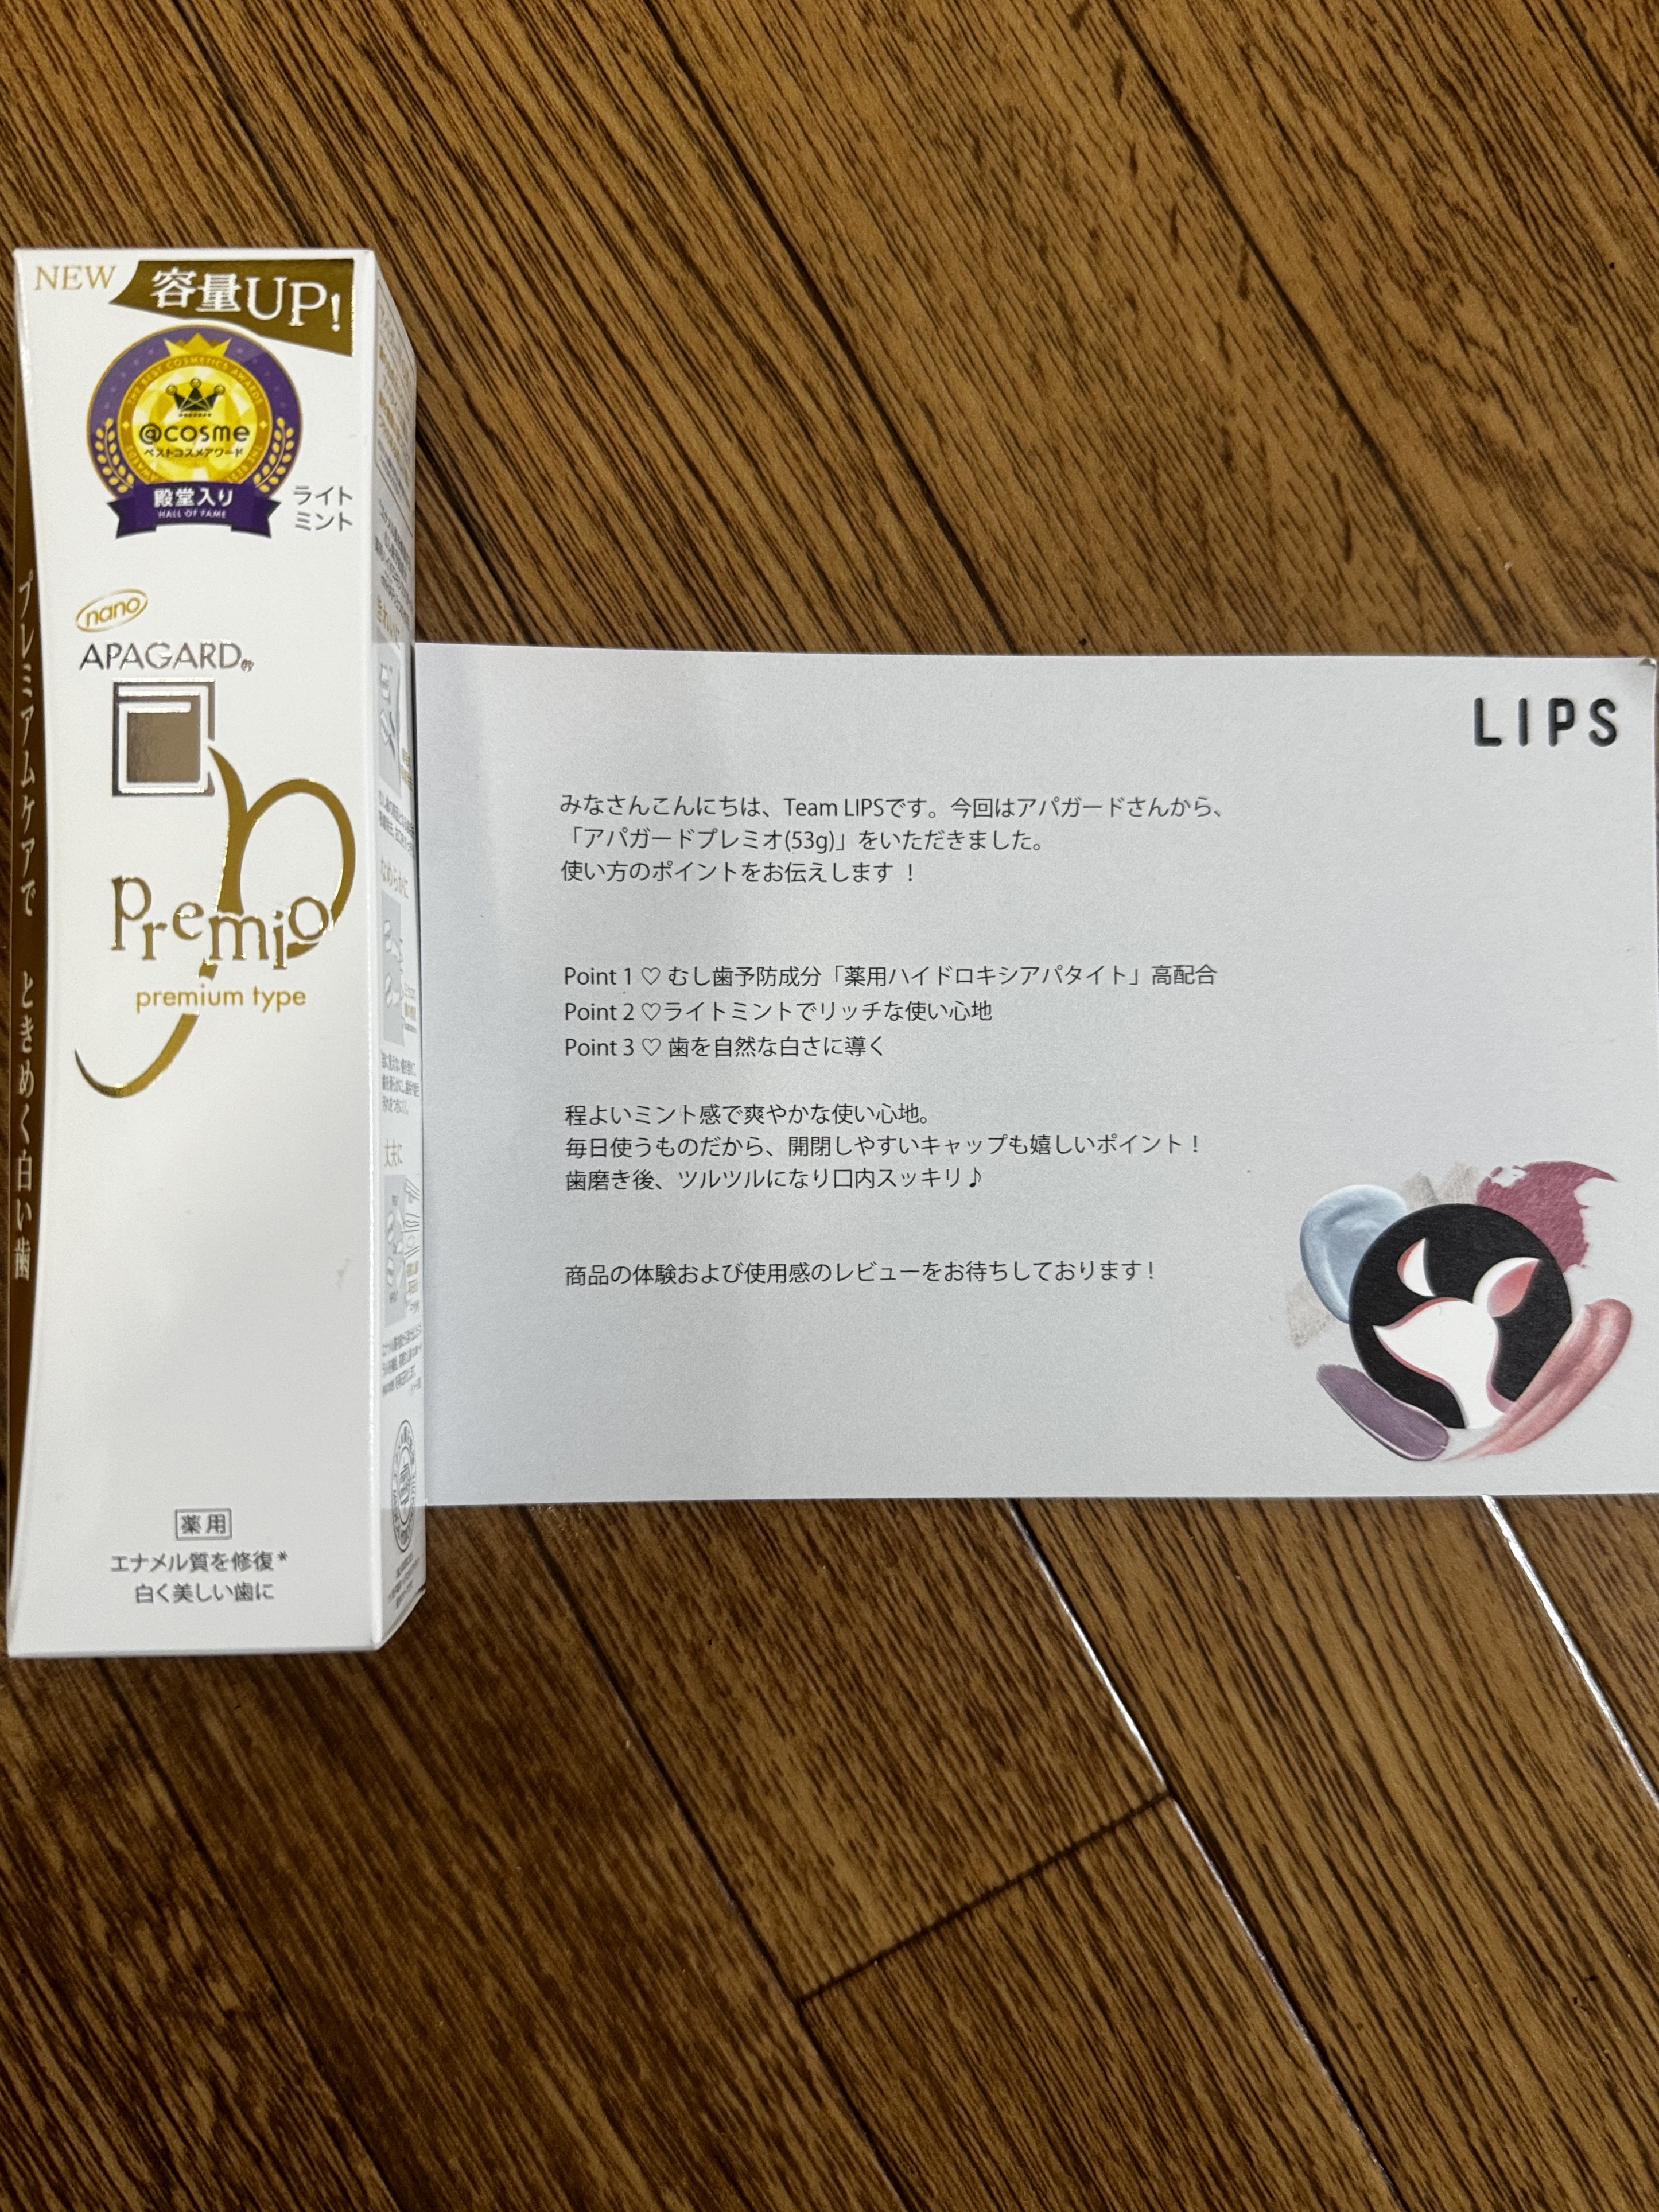 NEW
容量UP!
THE BEST COSMETICS AWARDS
@cosme
ベストコスメアワード
殿堂入り
HALL OF FAME
ライト
ミント
nano
APAGARD®
Premio
premium type
薬用
エナメル質を修復*
白く美しい歯に
プレミアムケアで ときめく白い歯
なめらかに
丈夫に
LIPS
みなさんこんにちは、Team LIPSです。今回はアパガードさんから、
「アパガードプレミオ(53g)」をいただきました。
使い方のポイントをお伝えします ！
Point 1 ♡ むし歯予防成分「薬用ハイドロキシアパタイト」高配合
Point 2 ♡ライトミントでリッチな使い心地
Point 3 ♡ 歯を自然な白さに導く
程よいミント感で爽やかな使い心地。
毎日使うものだから、開閉しやすいキャップも嬉しいポイント！
歯磨き後、ツルツルになり口内スッキリ♪
商品の体験および使用感のレビューをお待ちしております！